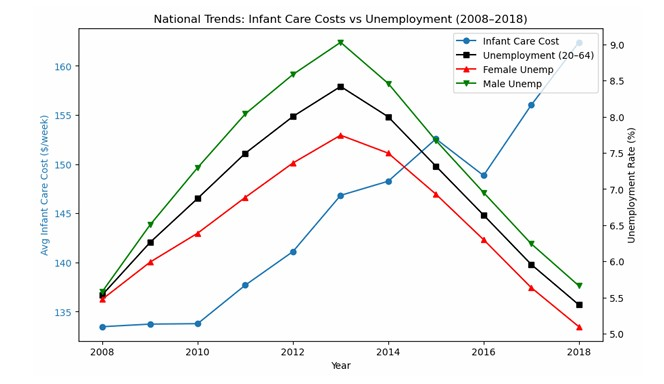 National Trends: Infant Care Costs vs Unemployment (2008–2018)
Infant Care Cost
Unemployment (20–64)
Female Unemp
Male Unemp
Avg Infant Care Cost ($/week)
160
155
150
145
140
135
9.0
8.5
8.0
7.5
7.0
6.5
6.0
5.5
5.0
Unemployment Rate (%)
2008 2010 2012 2014 2016 2018
Year